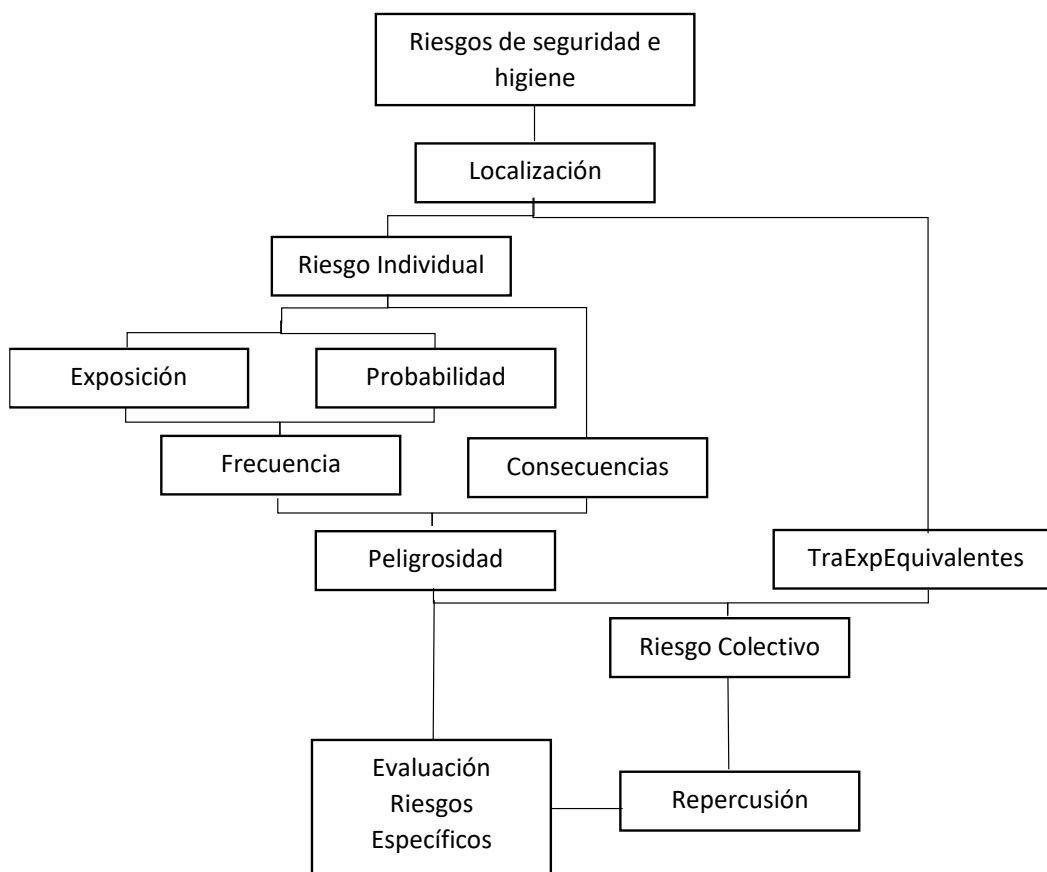 Riesgos de seguridad e
higiene
Localización
Riesgo Individual
Exposición
Probabilidad
Frecuencia
Consecuencias
Peligrosidad
TraExpEquivalentes
Riesgo Colectivo
Evaluación
Riesgos
Específicos
Repercusión